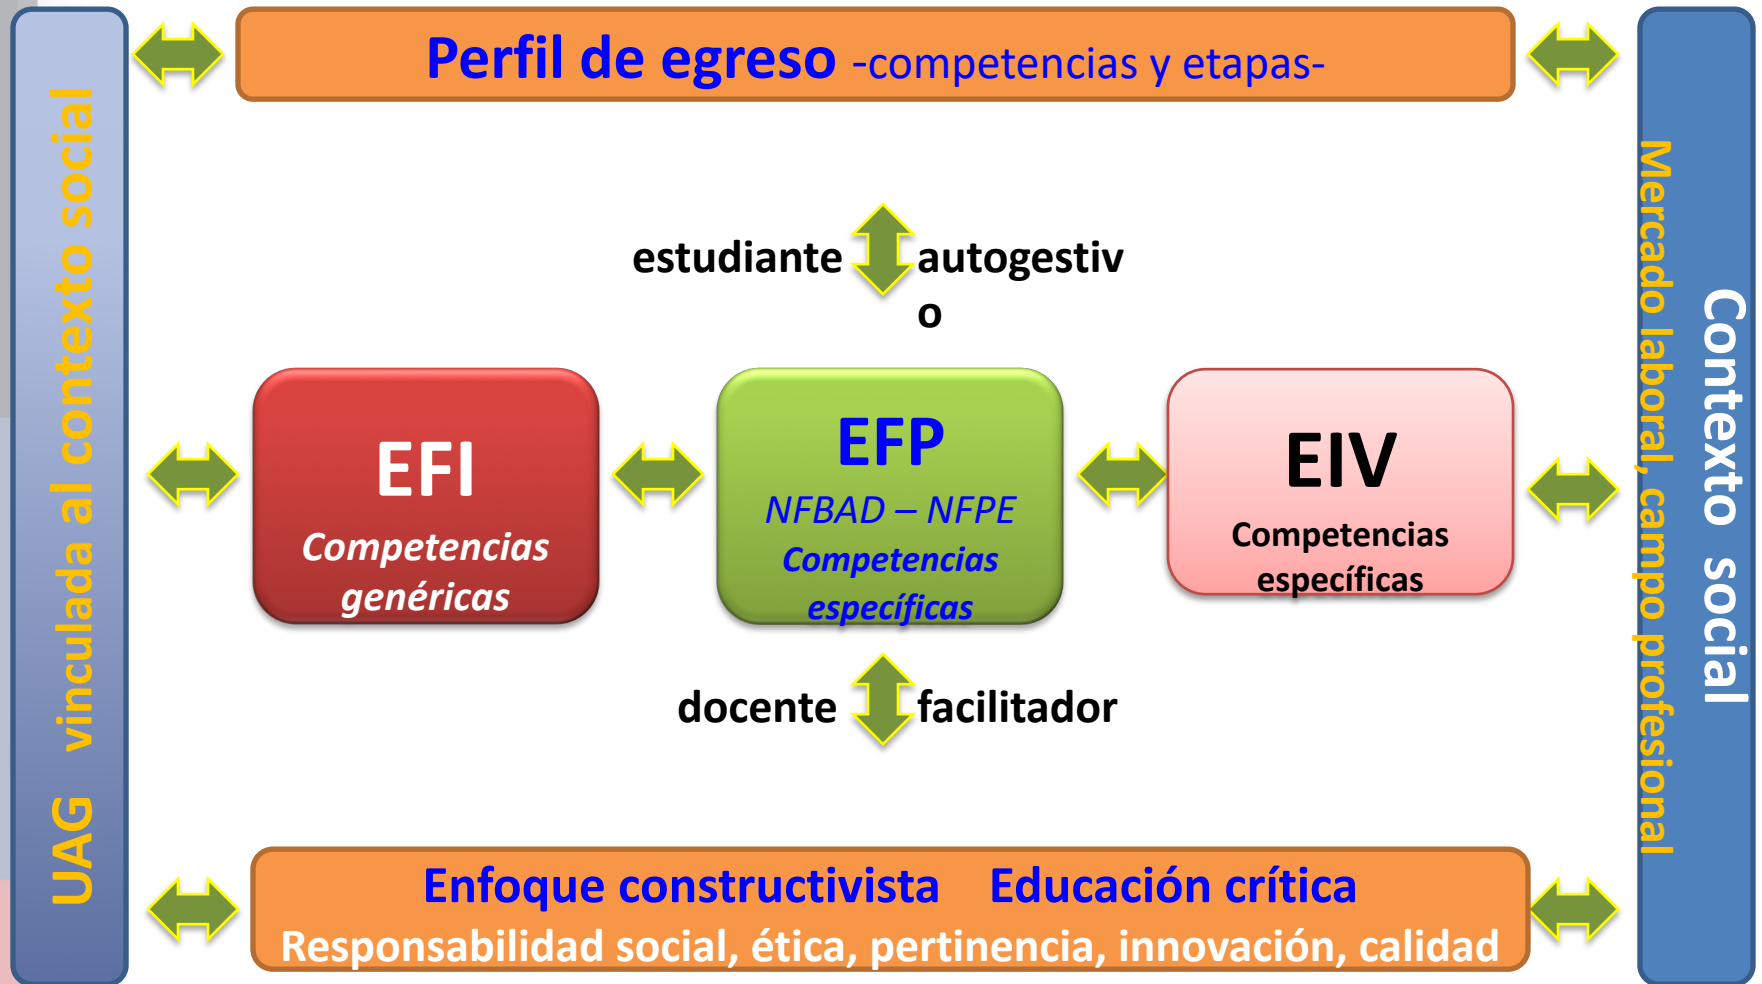 UAG vinculada al contexto social
Perfil de egreso -competencias y etapas-
estudiante autogestiv
o
EFI
Competencias
genéricas
EFP
NFBAD – NFPE
Competencias
específicas
EIV
Competencias
específicas
docente facilitador
Enfoque constructivista Educación crítica
Responsabilidad social, ética, pertinencia, innovación, calidad
Contexto social
Mercado laboral, campo profesional